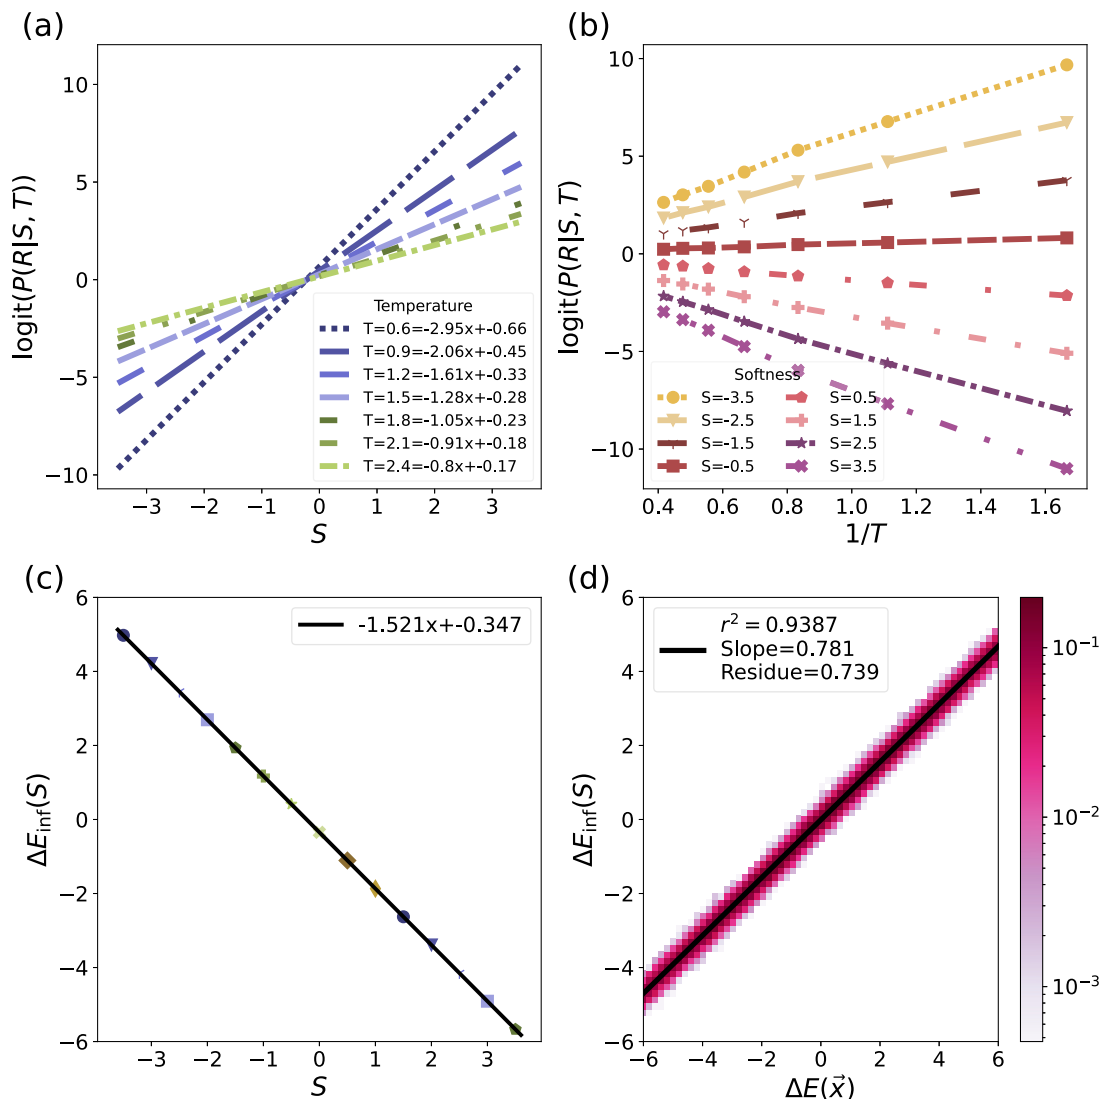 (a)
logit(P(R|S, T))
10
5
0
−5
−10
−3
−2
−1
0
1
2
3
S
Temperature
T=0.6=-2.95x+-0.66
T=0.9=-2.06x+-0.45
T=1.2=-1.61x+-0.33
T=1.5=-1.28x+-0.28
T=1.8=-1.05x+-0.23
T=2.1=-0.91x+-0.18
T=2.4=-0.8x+-0.17
(b)
logit(P(R|S, T)
10
5
0
−5
−10
0.4
0.6
0.8
1.0
1.2
1.4
1.6
1/T
Softness
S=-3.5
S=-2.5
S=-1.5
S=-0.5
S=0.5
S=1.5
S=2.5
S=3.5
(c)
ΔE_inf(S)
6
4
2
0
−2
−4
−6
−3
−2
−1
0
1
2
3
S
-1.521x+-0.347
(d)
ΔE_inf(S)
6
4
2
0
−2
−4
−6
−6
−4
−2
0
2
4
6
ΔE(x⃗)
r² = 0.9387
Slope=0.781
Residue=0.739
10⁻¹
10⁻²
10⁻³